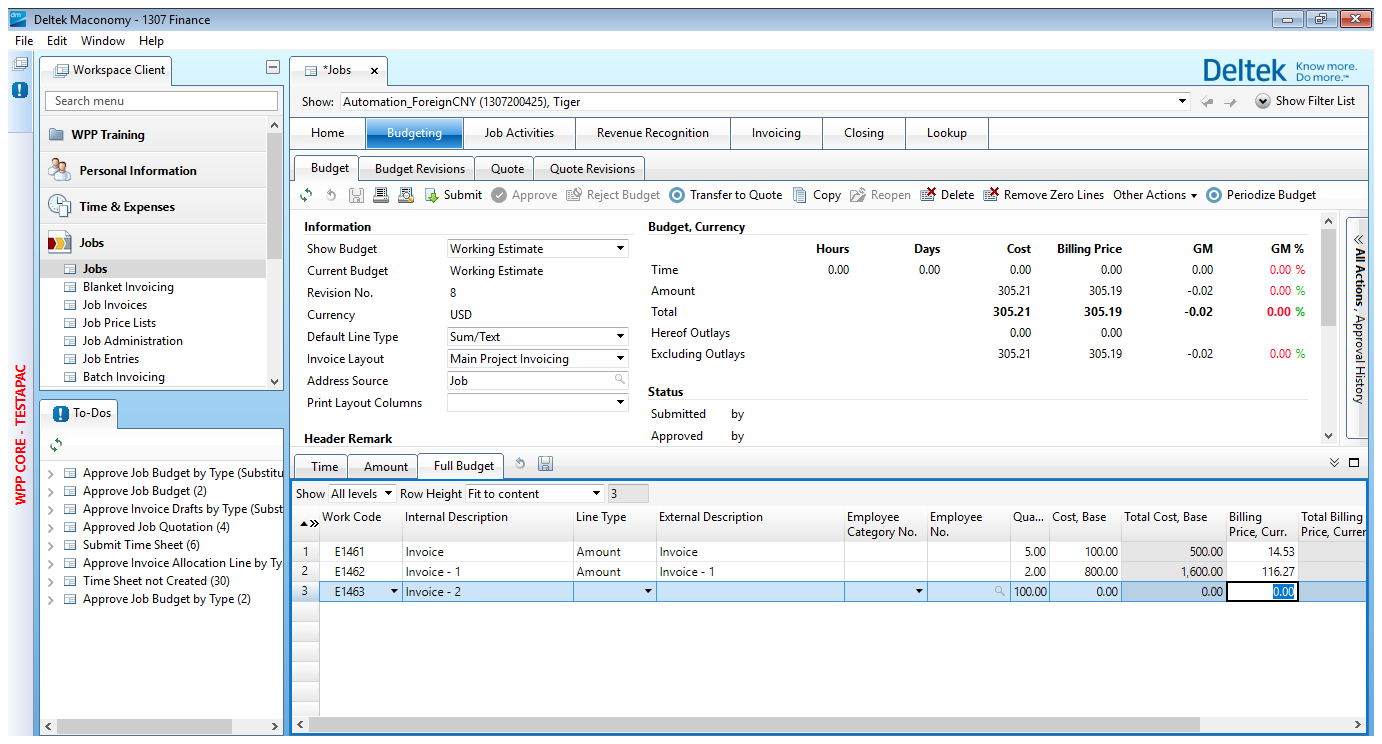 Deltek Maconomy - 1307 Finance
File Edit Window Help
Workspace Client
Search menu
WPP Training
Personal Information
Time & Expenses
Jobs
Jobs
Blanket Invoicing
Job Invoices
Job Price Lists
Job Administration
Job Entries
Batch Invoicing
WPP CORE - TESTAPAC
To-Dos
Approve Job Budget by Type (Substitu
Approve Job Budget (2)
Approve Invoice Drafts by Type (Subst
Approved Job Quotation (4)
Submit Time Sheet (6)
Approve Invoice Allocation Line by Ty
Time Sheet not Created (30)
Approve Job Budget by Type (2)
*Jobs
Deltek Know more. Do more.™
Show: Automation_ForeignCNY (1307200425), Tiger Show Filter List
Home Budgeting Job Activities Revenue Recognition Invoicing Closing Lookup
Budget Budget Revisions Quote Quote Revisions
Submit Approve Reject Budget Transfer to Quote Copy Reopen Delete Remove Zero Lines Other Actions Periodize Budget
Information
Show Budget Working Estimate
Current Budget Working Estimate
Revision No. 8
Currency USD
Default Line Type Sum/Text
Invoice Layout Main Project Invoicing
Address Source Job
Print Layout Columns
Header Remark
Budget, Currency
Hours Days Cost Billing Price GM GM %
Time 0.00 0.00 0.00 0.00 0.00 0.00 %
Amount 305.21 305.19 -0.02 0.00 %
Total 305.21 305.19 -0.02 0.00 %
Hereof Outlays 0.00 0.00
Excluding Outlays 305.21 305.19 -0.02 0.00 %
Status
Submitted by
Approved by
All Actions, Approval History
Time Amount Full Budget
Show All levels Row Height Fit to content 3
Work Code Internal Description Line Type External Description Employee Category No. Employee No. Qua... Cost, Base Total Cost, Base Billing Price, Curr. Total Billing Price, Currer
1 E1461 Invoice Amount Invoice 5.00 100.00 500.00 14.53
2 E1462 Invoice - 1 Amount Invoice - 1 2.00 800.00 1,600.00 116.27
3 E1463 Invoice - 2 100.00 0.00 0.00 0.00